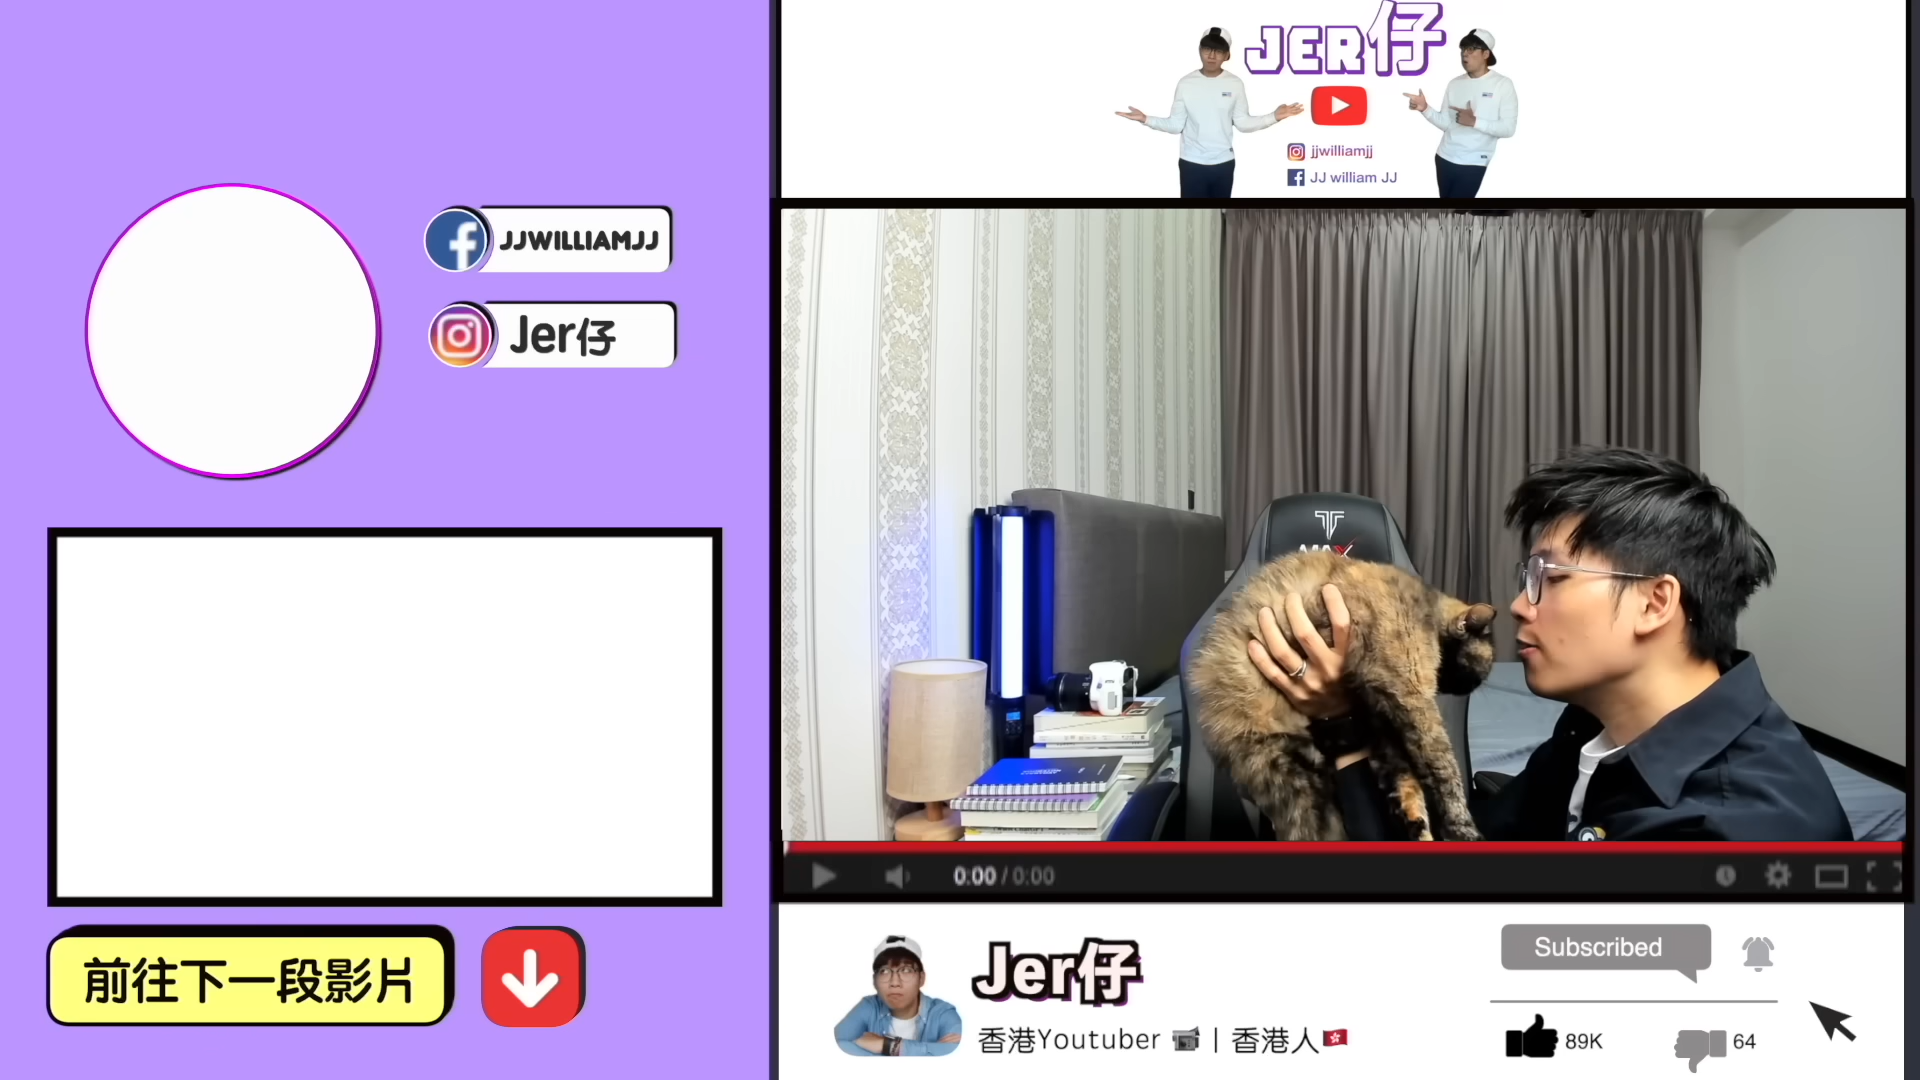 JJWILLIAMJJ
Jer仔
前往下一段影片
JER仔
jjwilliamjj
JJ william JJ
MAX
0:00 / 0:00
Jer仔
香港Youtuber | 香港人
Subscribed
89K
64